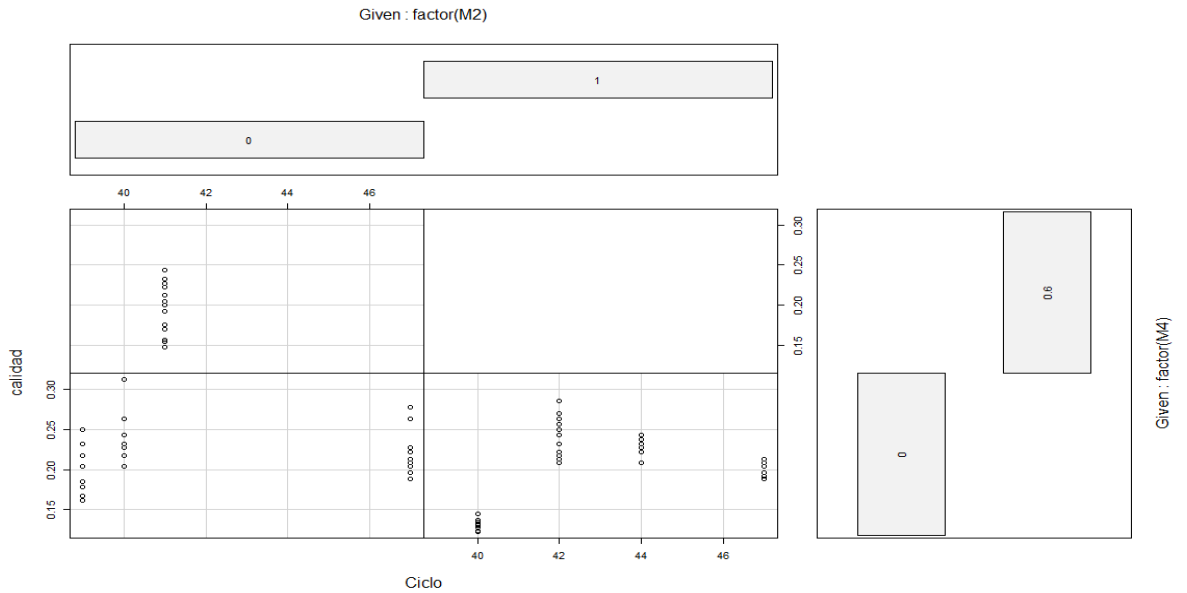 Given : factor(M2)
1
0
40 42 44 46
0.15 0.20 0.25 0.30
0.6
calidad
0.15 0.20 0.25 0.30
0
Given : factor(M4)
40 42 44 46
Ciclo